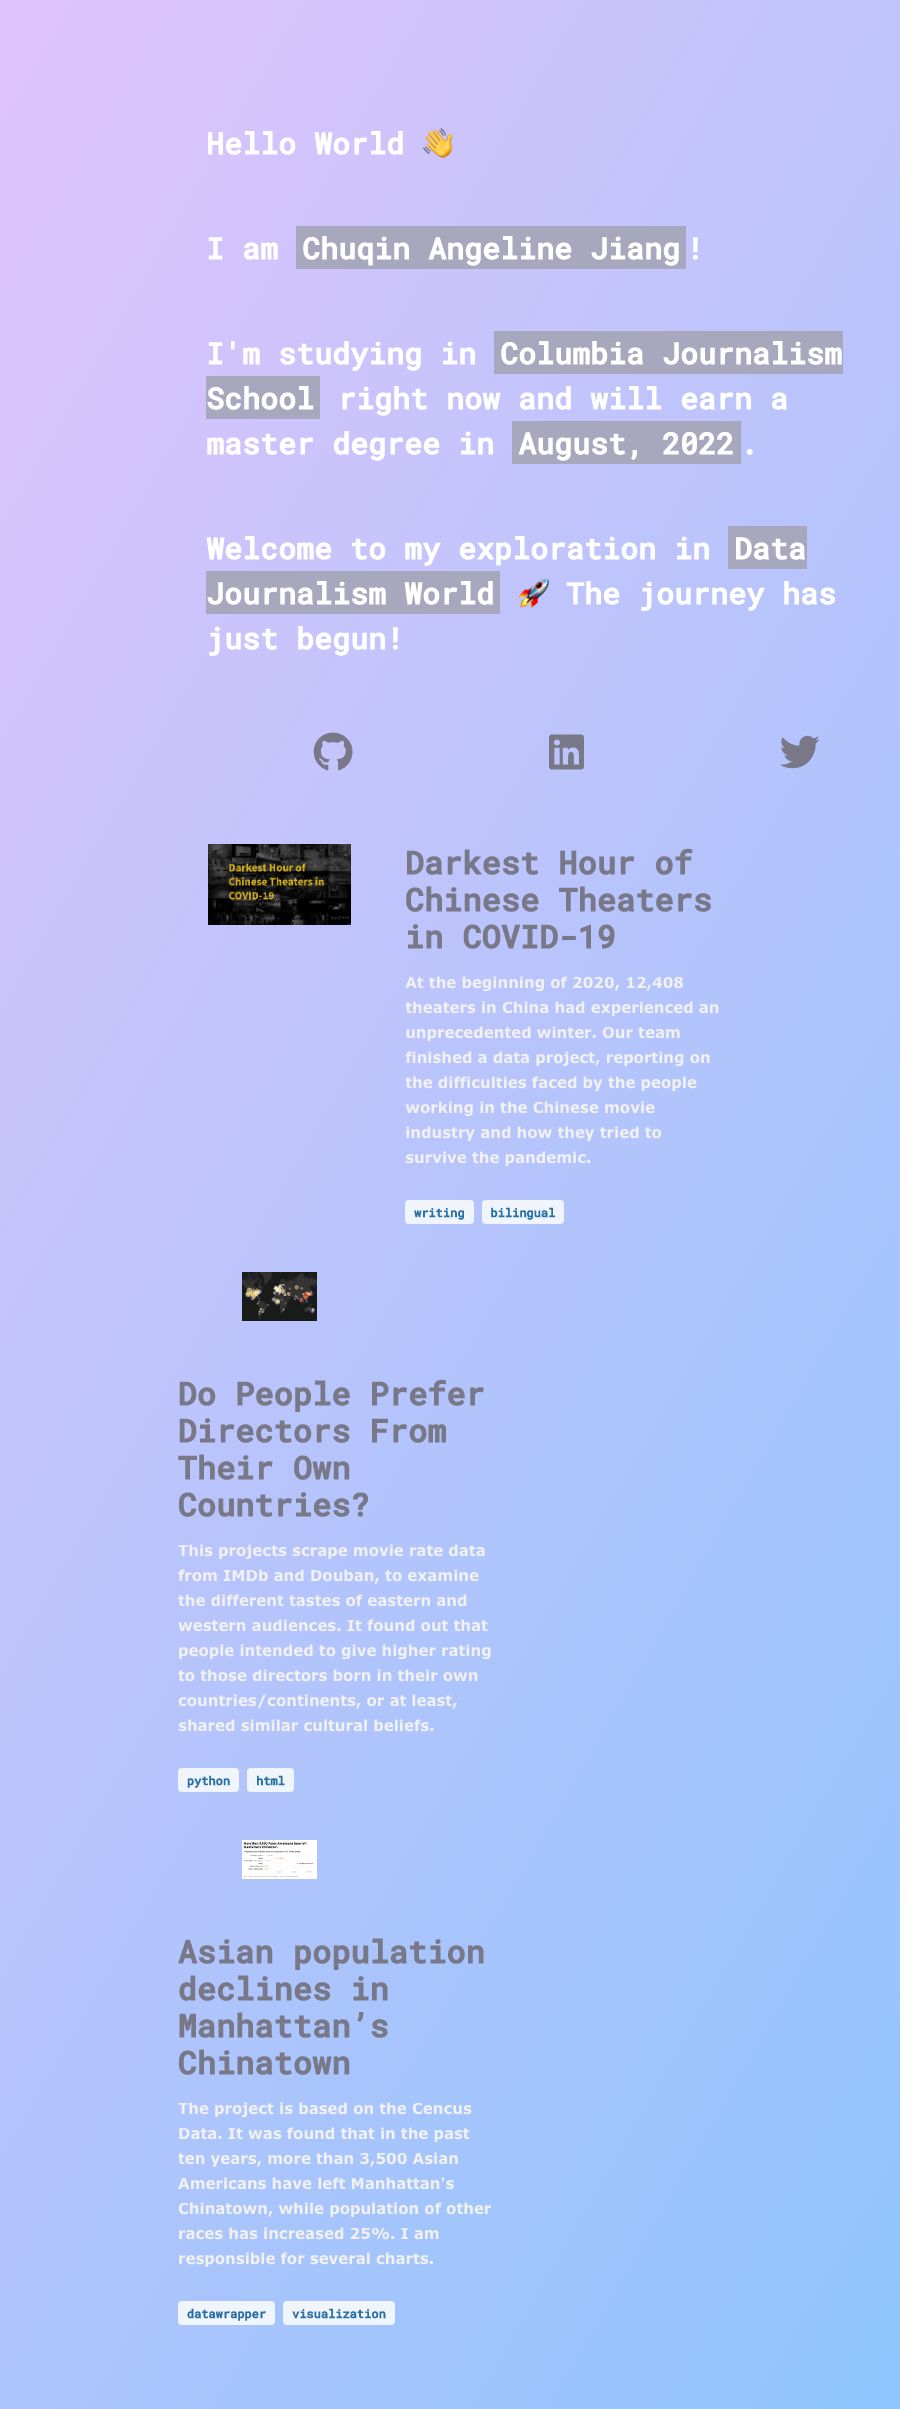 Hello World 👋
I am Chuqin Angeline Jiang!
I'm studying in Columbia Journalism
School right now and will earn a
master degree in August, 2022.
Welcome to my exploration in Data
Journalism World 🚀 The journey has
just begun!
Darkest Hour of
Chinese Theaters in
COVID-19
Darkest Hour of
Chinese Theaters
in COVID-19
At the beginning of 2020, 12,408
theaters in China had experienced an
unprecedented winter. Our team
finished a data project, reporting on
the difficulties faced by the people
working in the Chinese movie
industry and how they tried to
survive the pandemic.
writing bilingual
Do People Prefer
Directors From
Their Own
Countries?
This projects scrape movie rate data
from IMDb and Douban, to examine
the different tastes of eastern and
western audiences. It found out that
people intended to give higher rating
to those directors born in their own
countries/continents, or at least,
shared similar cultural beliefs.
python html
Asian population
declines in
Manhattan’s
Chinatown
The project is based on the Cencus
Data. It was found that in the past
ten years, more than 3,500 Asian
Americans have left Manhattan's
Chinatown, while population of other
races has increased 25%. I am
responsible for several charts.
datawrapper visualization